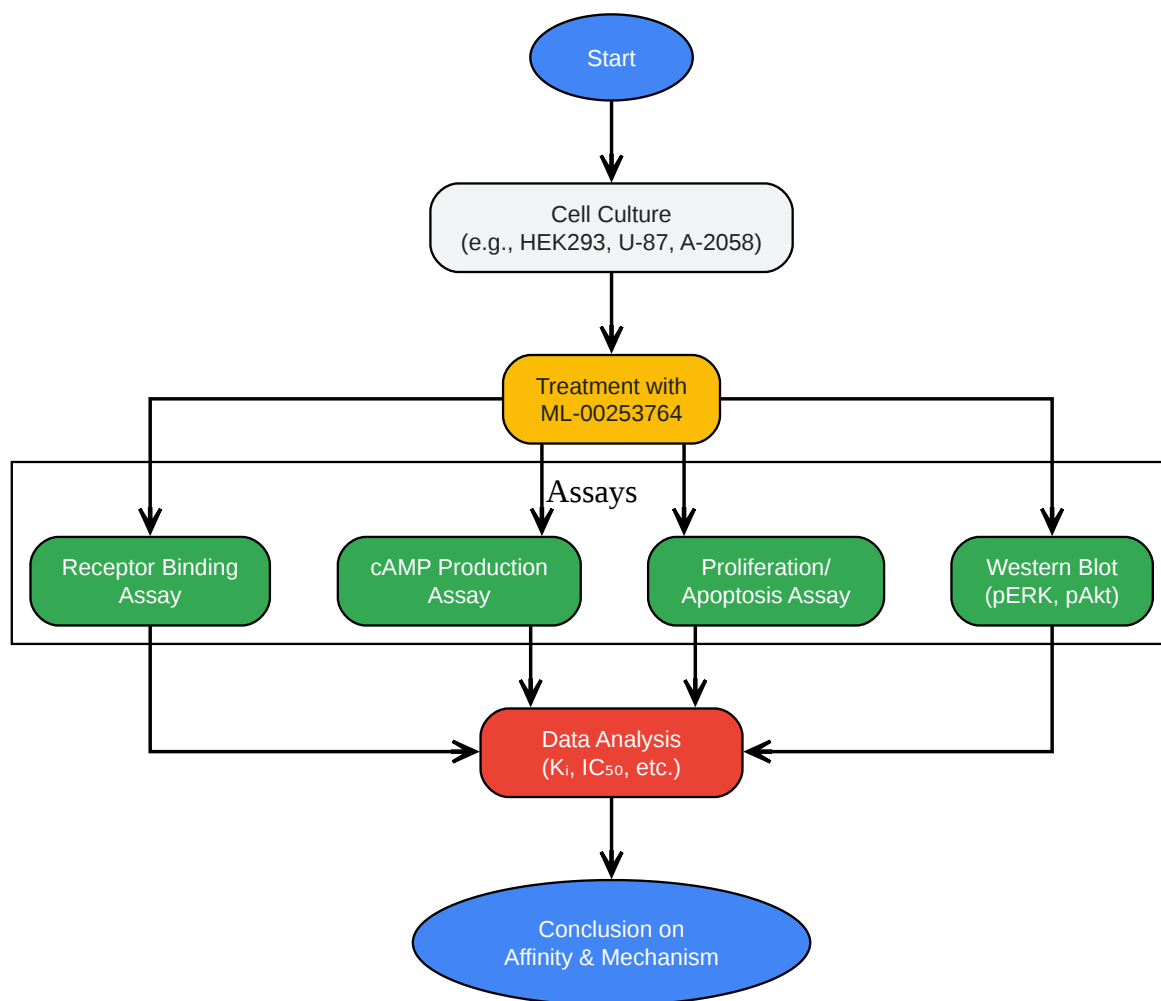 Start
Cell Culture
(e.g., HEK293, U-87, A-2058)
Treatment with
ML-00253764
Assays
Receptor Binding
Assay
cAMP Production
Assay
Proliferation/
Apoptosis Assay
Western Blot
(pERK, pAkt)
Data Analysis
(Kᵢ, IC₅₀, etc.)
Conclusion on
Affinity & Mechanism